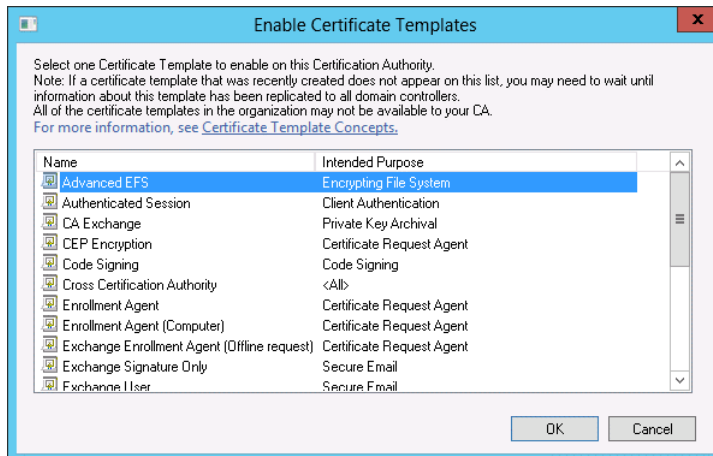 Enable Certificate Templates
x
Select one Certificate Template to enable on this Certification Authority.
Note: If a certificate template that was recently created does not appear on this list, you may need to wait until
information about this template has been replicated to all domain controllers.
All of the certificate templates in the organization may not be available to your CA.
For more information, see Certificate Template Concepts.
Name Intended Purpose
Advanced EFS Encrypting File System
Authenticated Session Client Authentication
CA Exchange Private Key Archival
CEP Encryption Certificate Request Agent
Code Signing Code Signing
Cross Certification Authority <All>
Enrollment Agent Certificate Request Agent
Enrollment Agent (Computer) Certificate Request Agent
Exchange Enrollment Agent (Offline request) Certificate Request Agent
Exchange Signature Only Secure Email
Exchange User Secure Email
OK Cancel